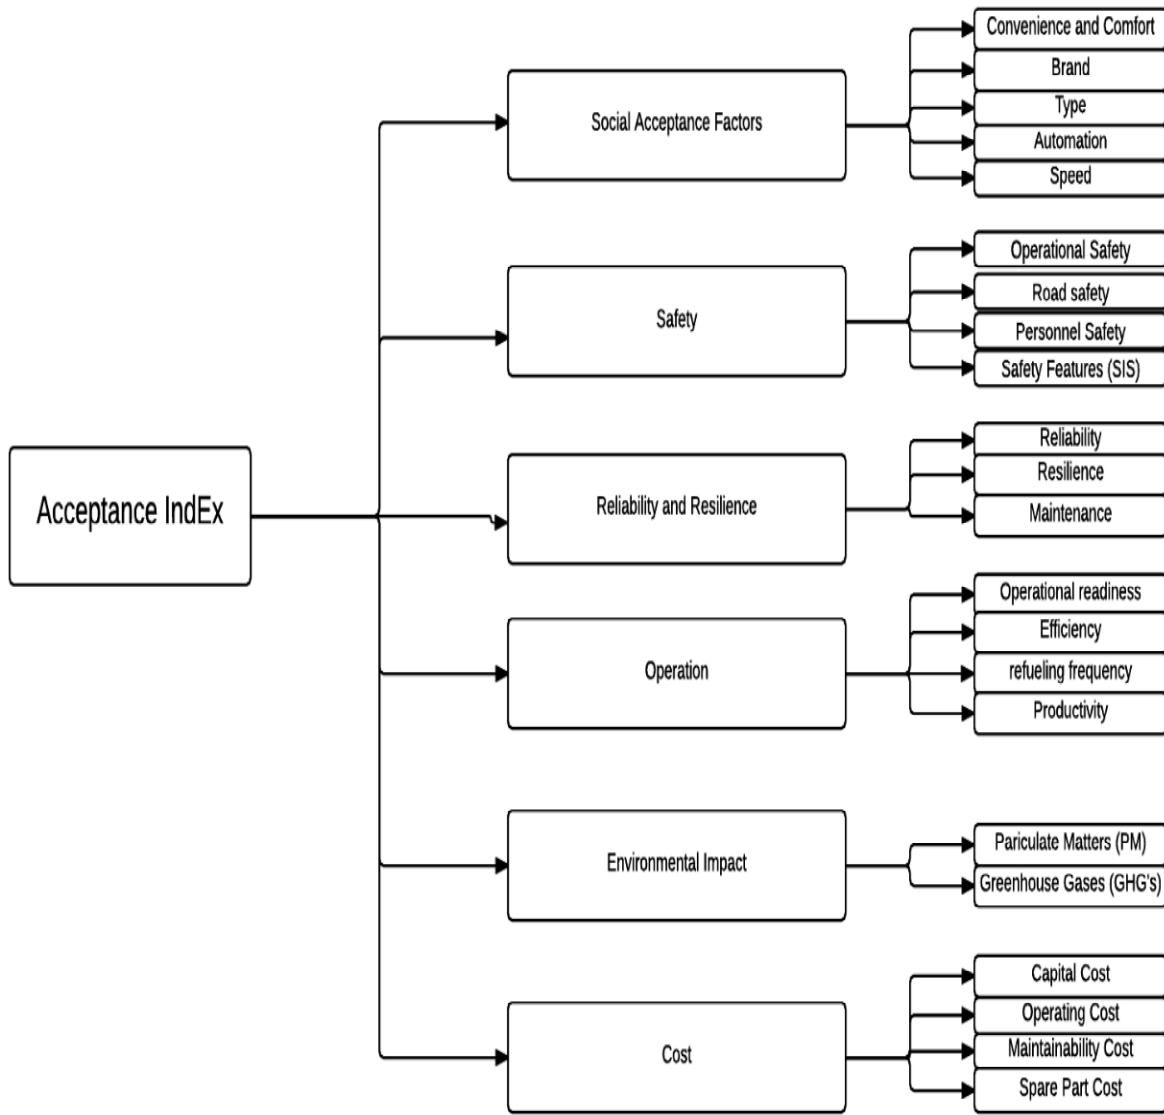 Acceptance IndEx
Social Acceptance Factors
Convenience and Comfort
Brand
Type
Automation
Speed
Safety
Operational Safety
Road safety
Personnel Safety
Safety Features (SIS)
Reliability and Resilience
Reliability
Resilience
Maintenance
Operation
Operational readiness
Efficiency
refueling frequency
Productivity
Environmental Impact
Pariculate Matters (PM)
Greenhouse Gases (GHG's)
Cost
Capital Cost
Operating Cost
Maintainability Cost
Spare Part Cost